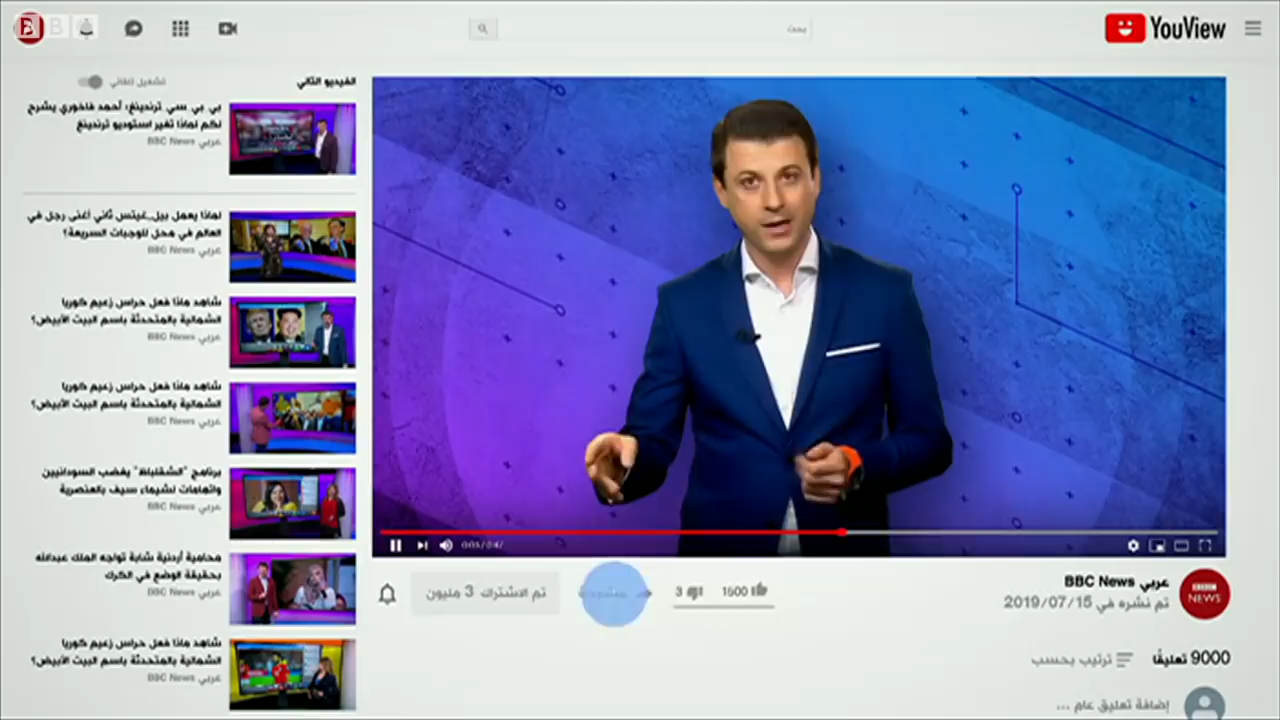 YouView
بحث
الفيديو التالي
تشغيل تلقائي
بي بي سي ترندينغ: أحمد فاخوري يشرح
لكم لماذا تغير استوديو ترندينغ
عربي BBC News
لماذا يعمل بيل غيتس ثاني أغنى رجل في
العالم في محل للوجبات السريعة؟
عربي BBC News
شاهد ماذا فعل حراس زعيم كوريا
الشمالية بالمتحدثة باسم البيت الأبيض؟
عربي BBC News
شاهد ماذا فعل حراس زعيم كوريا
الشمالية بالمتحدثة باسم البيت الأبيض؟
عربي BBC News
برنامج "الشقلباظ" يغضب السودانيين
واتهامات لشيماء سيف بالعنصرية
عربي BBC News
محامية أردنية شابة تواجه الملك عبدالله
بحقيقة الوضع في الكرك
عربي BBC News
شاهد ماذا فعل حراس زعيم كوريا
الشمالية بالمتحدثة باسم البيت الأبيض؟
عربي BBC News
عربي BBC News
تم نشره في 2019/07/15
BBC
NEWS
1500
3
تم الاشتراك 3 مليون
9000 تعليقًا
ترتيب بحسب
إضافة تعليق عام ...